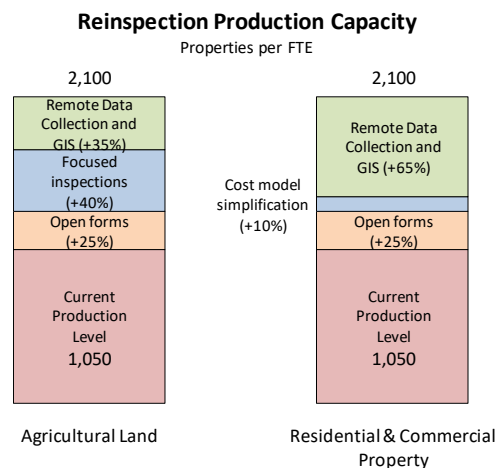 Reinspection Production Capacity
Properties per FTE
2,100
Remote Data
Collection and
GIS (+35%)
Focused
inspections
(+40%)
Open forms
(+25%)
Current
Production
Level
1,050
Agricultural Land
2,100
Remote Data
Collection and
GIS (+65%)
Cost model
simplification
(+10%)
Open forms
(+25%)
Current
Production
Level
1,050
Residential & Commercial
Property